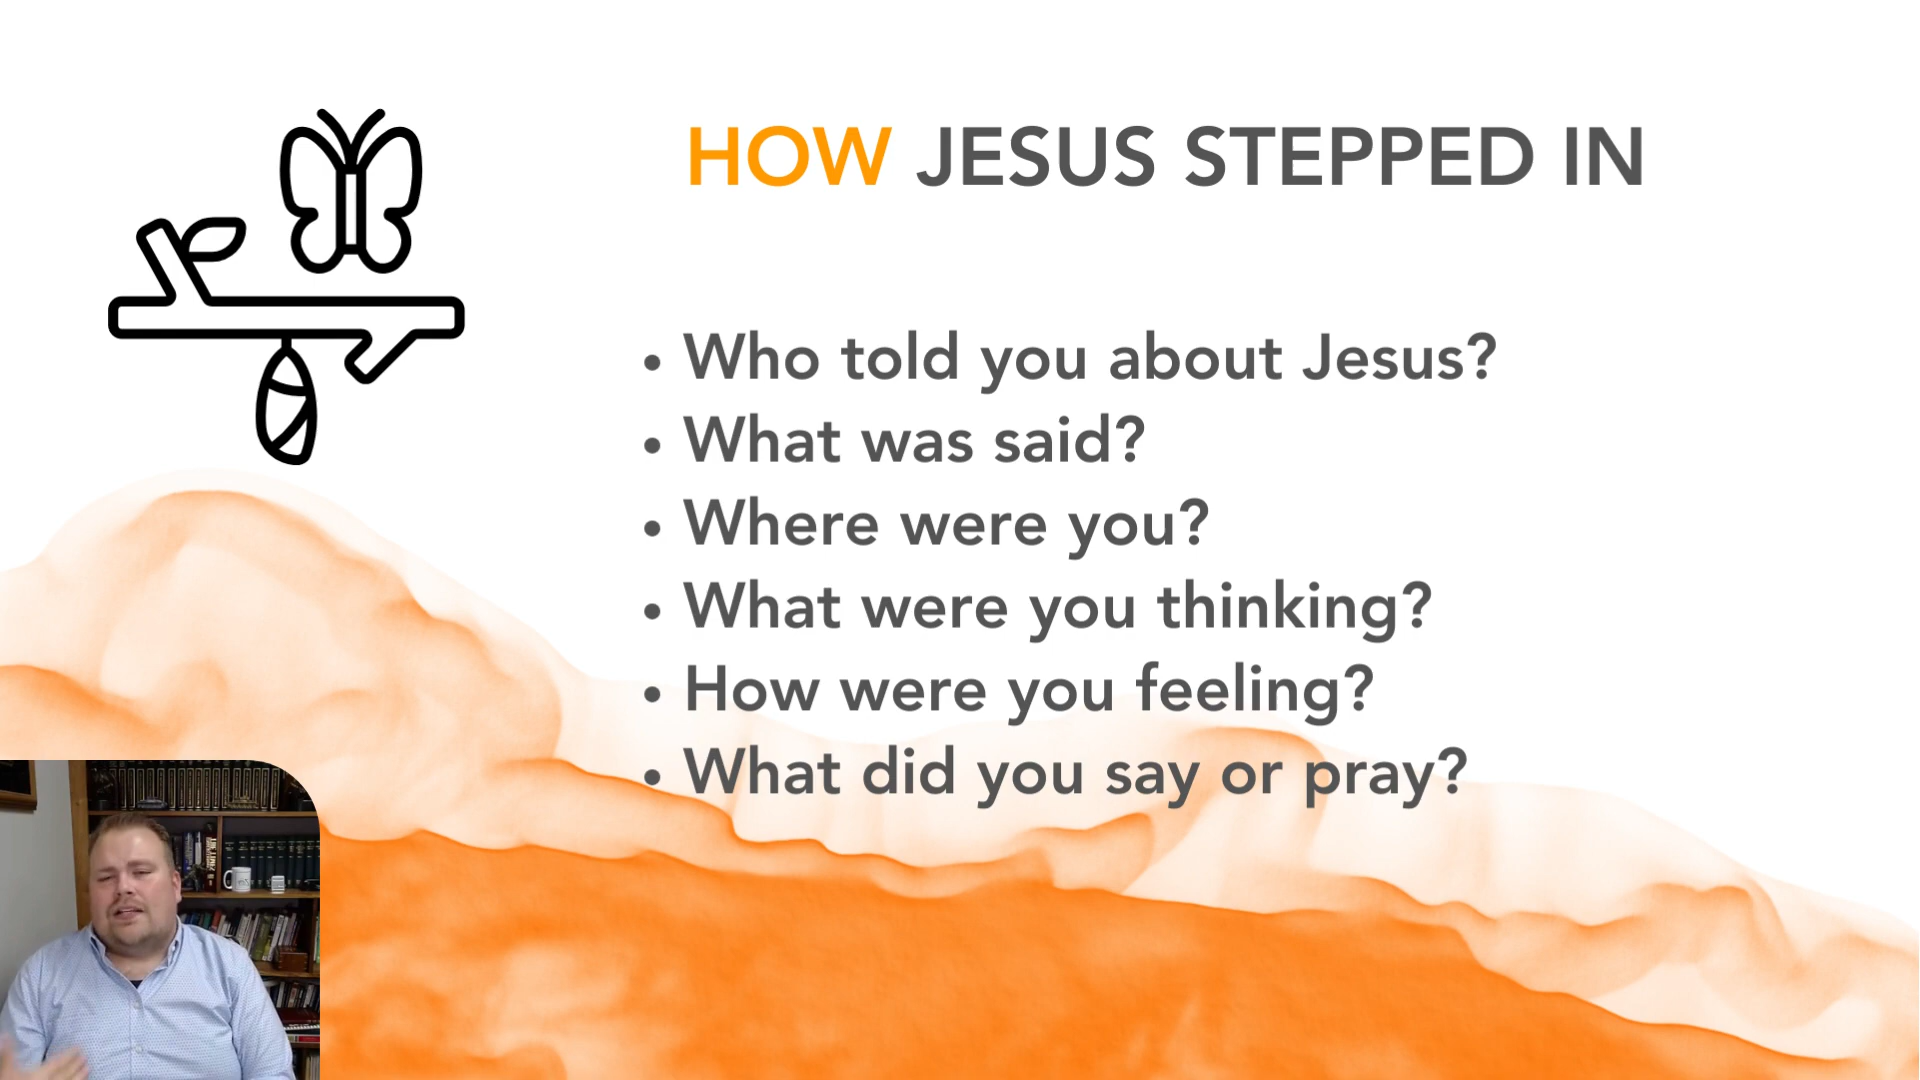 HOW JESUS STEPPED IN
• Who told you about Jesus?
• What was said?
• Where were you?
• What were you thinking?
• How were you feeling?
• What did you say or pray?